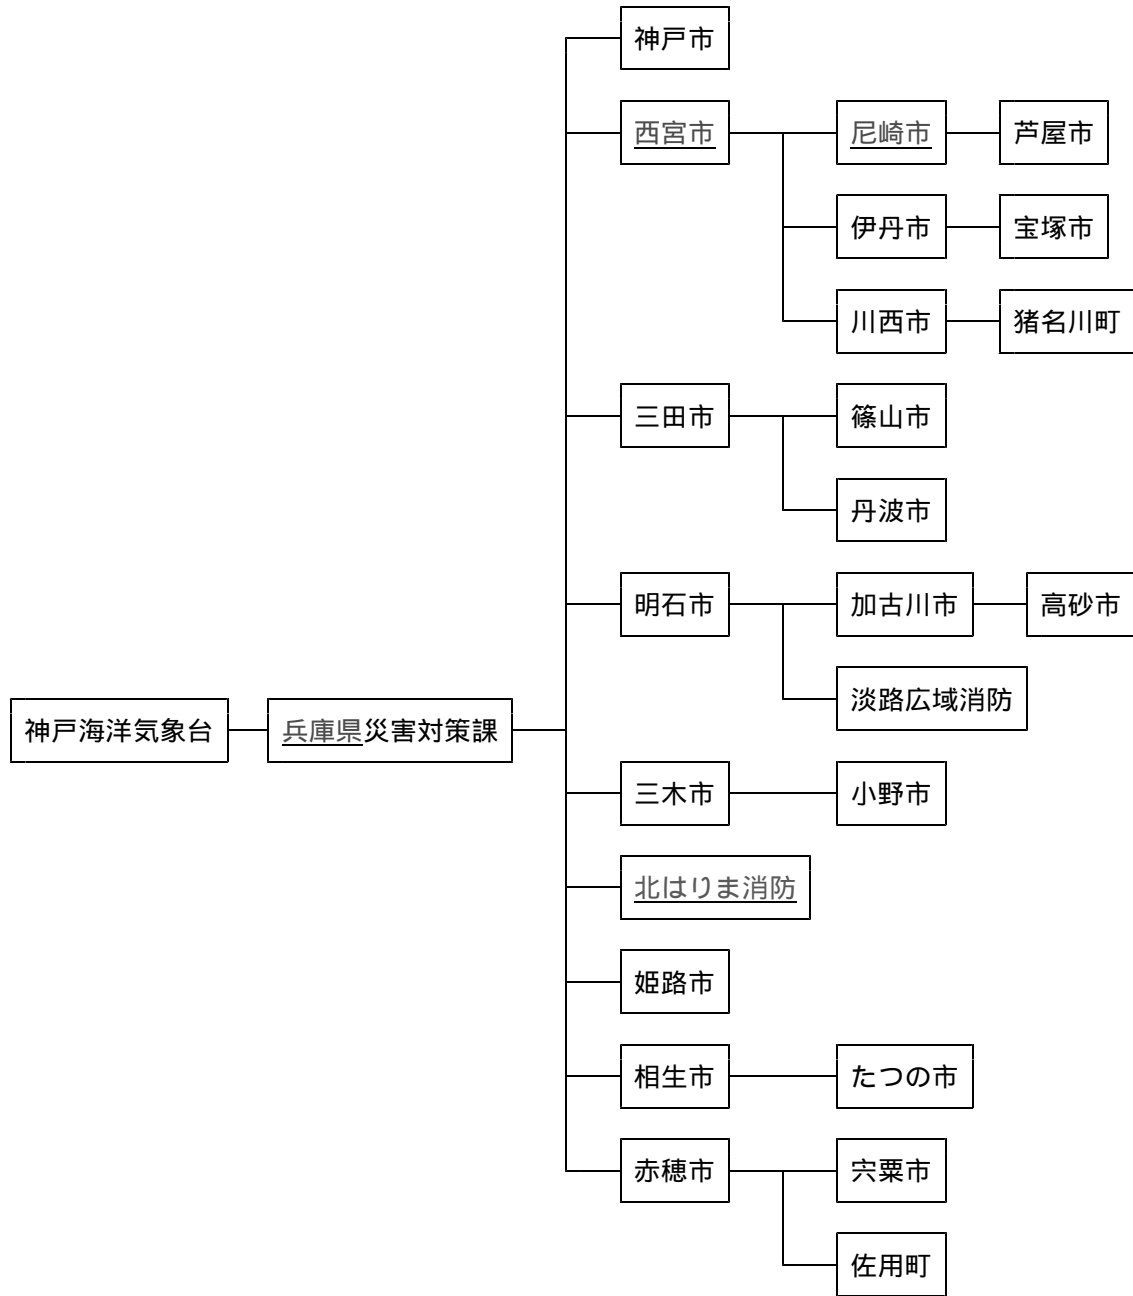 神戸市
西宮市
尼崎市
芦屋市
伊丹市
宝塚市
川西市
猪名川町
三田市
篠山市
丹波市
明石市
加古川市
高砂市
淡路広域消防
神戸海洋気象台
兵庫県災害対策課
三木市
小野市
北はりま消防
姫路市
相生市
たつの市
赤穂市
宍粟市
佐用町